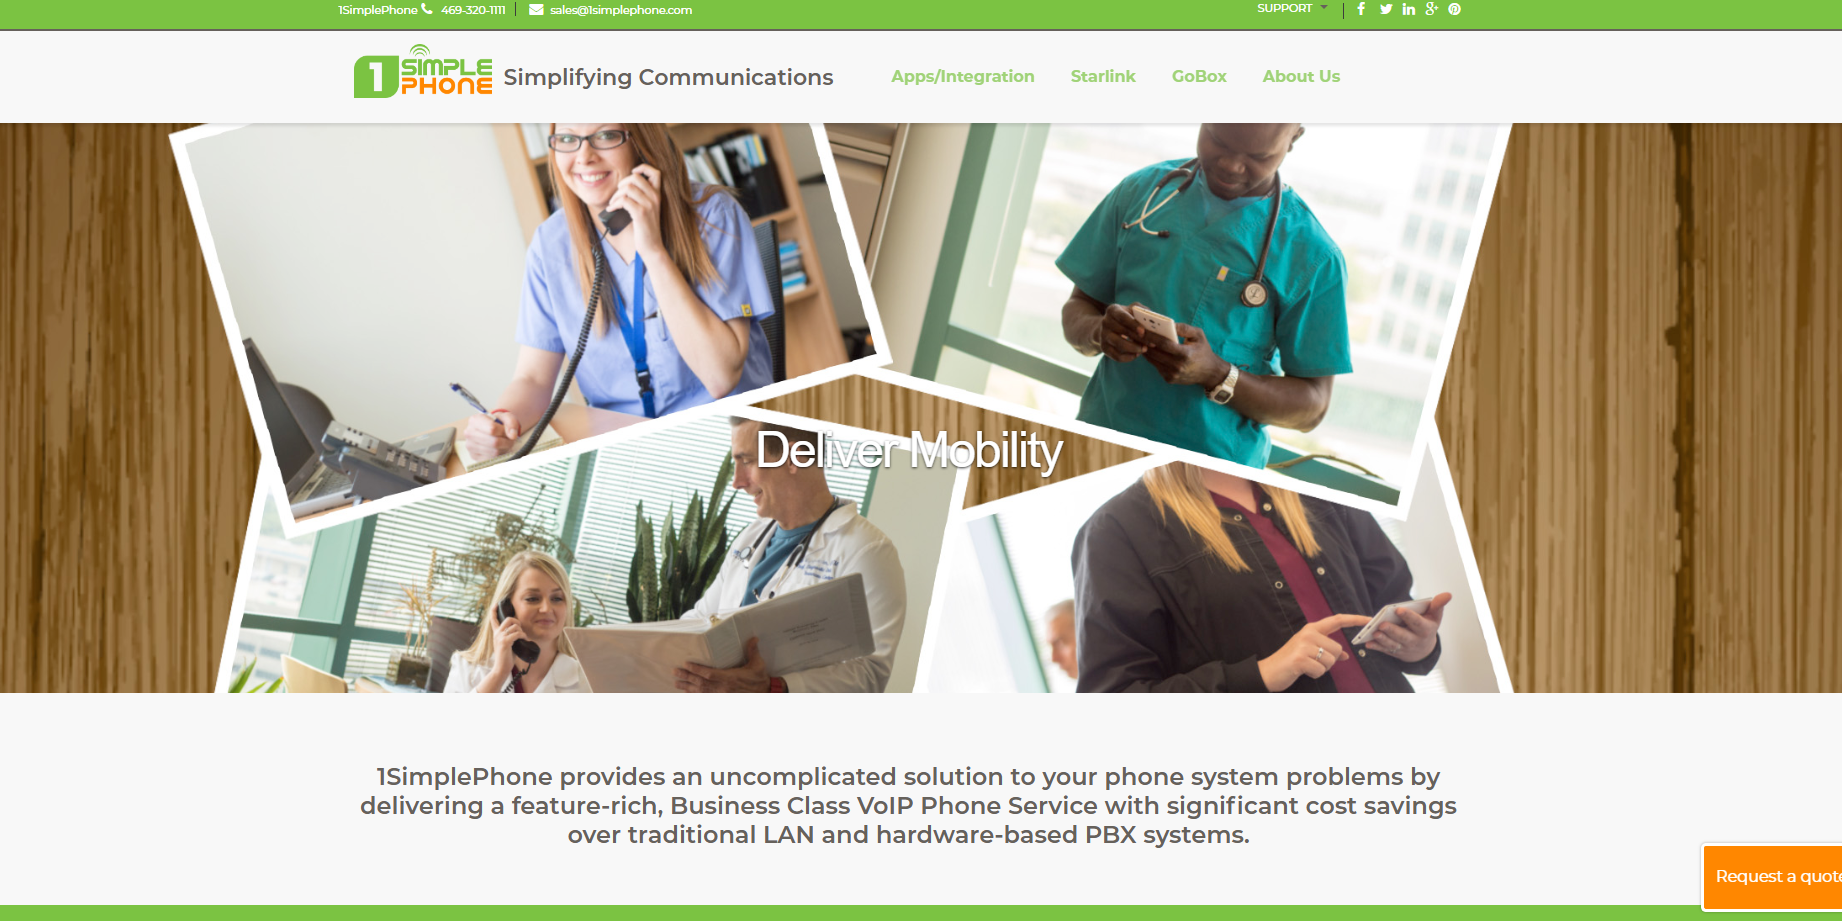 1SimplePhone 469-320-1111 sales@1simplephone.com SUPPORT
1 SIMPLE PHONE Simplifying Communications Apps/Integration Starlink GoBox About Us
Deliver Mobility
1SimplePhone provides an uncomplicated solution to your phone system problems by
delivering a feature-rich, Business Class VoIP Phone Service with significant cost savings
over traditional LAN and hardware-based PBX systems.
Request a quote